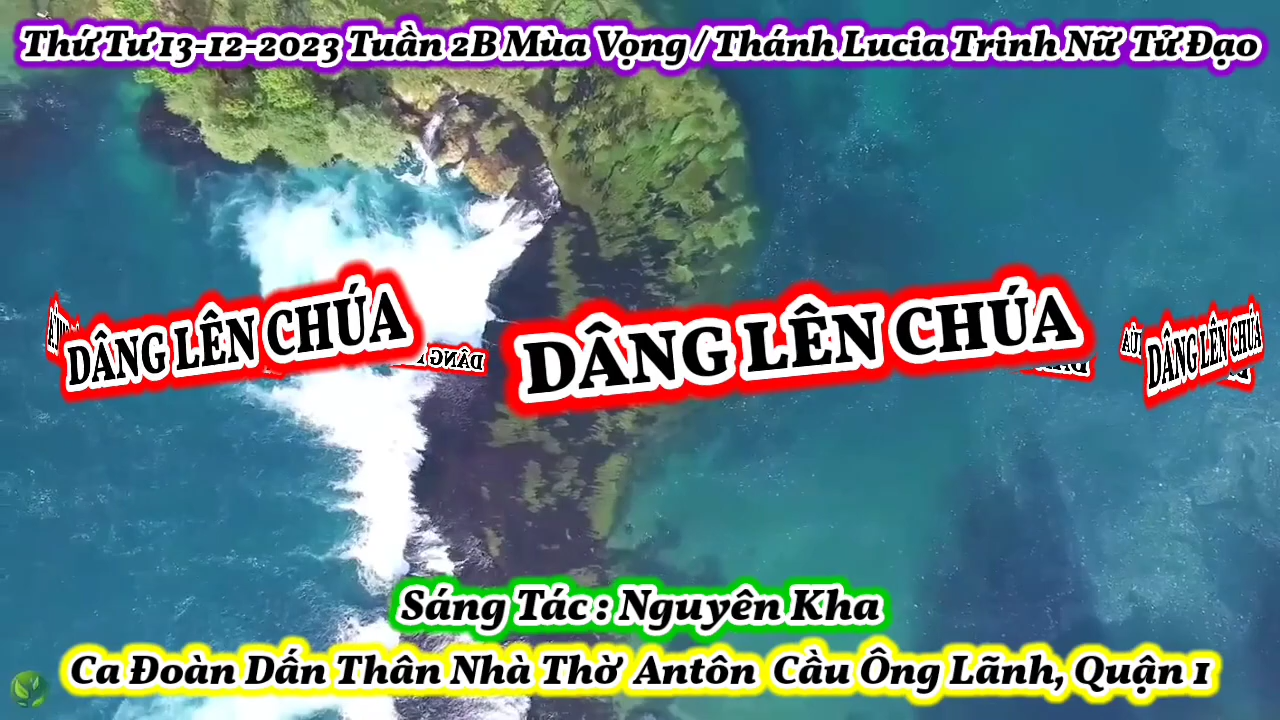 Thứ Tư 13-12-2023 Tuần 2B Mùa Vọng / Thánh Lucia Trinh Nữ Tử Đạo
DÂNG LÊN CHÚA DÂNG DÂNG LÊN CHÚA DÂNG LÊN CHÚA
Sáng Tác : Nguyên Kha
Ca Đoàn Dấn Thân Nhà Thờ Antôn Cầu Ông Lãnh, Quận 1